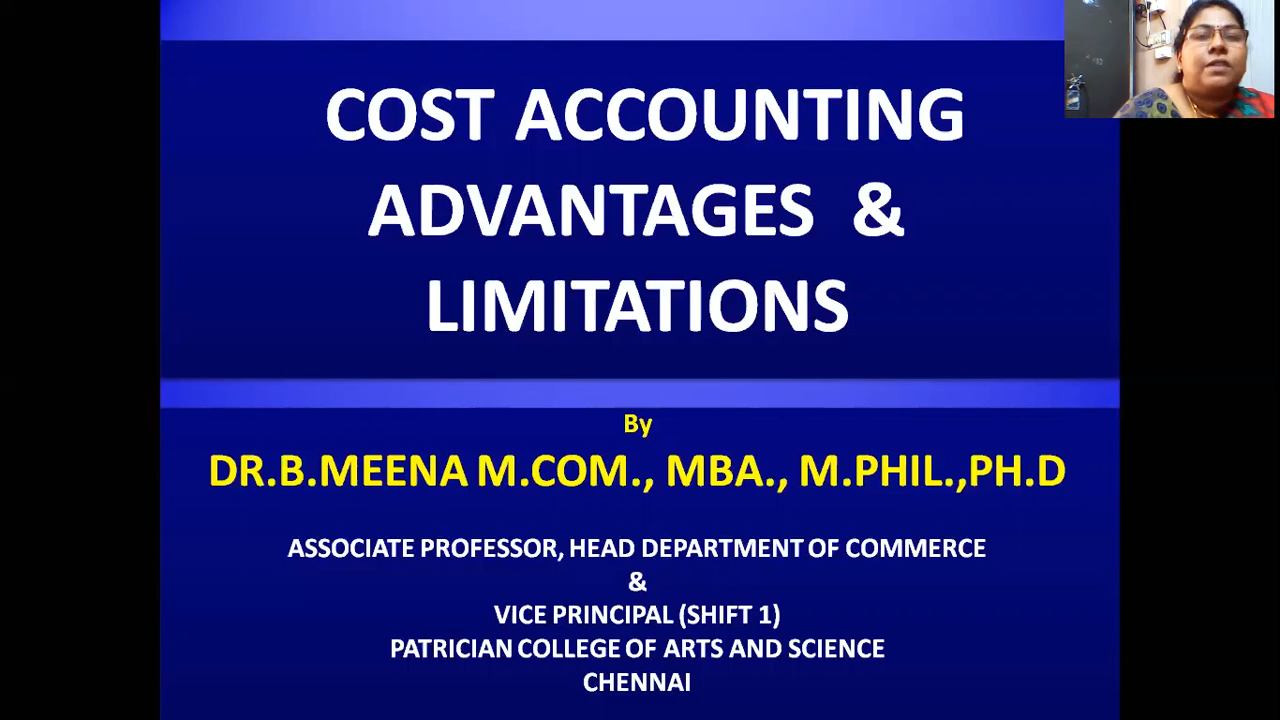 COST ACCOUNTING
ADVANTAGES &
LIMITATIONS
By
DR.B.MEENA M.COM., MBA., M.PHIL.,PH.D
ASSOCIATE PROFESSOR, HEAD DEPARTMENT OF COMMERCE
&
VICE PRINCIPAL (SHIFT 1)
PATRICIAN COLLEGE OF ARTS AND SCIENCE
CHENNAI